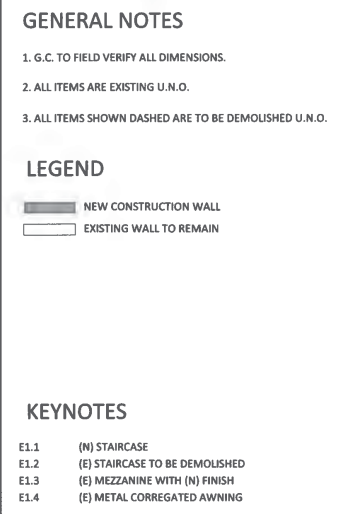 GENERAL NOTES
1. G.C. TO FIELD VERIFY ALL DIMENSIONS.
2. ALL ITEMS ARE EXISTING U.N.O.
3. ALL ITEMS SHOWN DASHED ARE TO BE DEMOLISHED U.N.O.
LEGEND
NEW CONSTRUCTION WALL
EXISTING WALL TO REMAIN
KEYNOTES
E1.1 (N) STAIRCASE
E1.2 (E) STAIRCASE TO BE DEMOLISHED
E1.3 (E) MEZZANINE WITH (N) FINISH
E1.4 (E) METAL CORREGATED AWNING